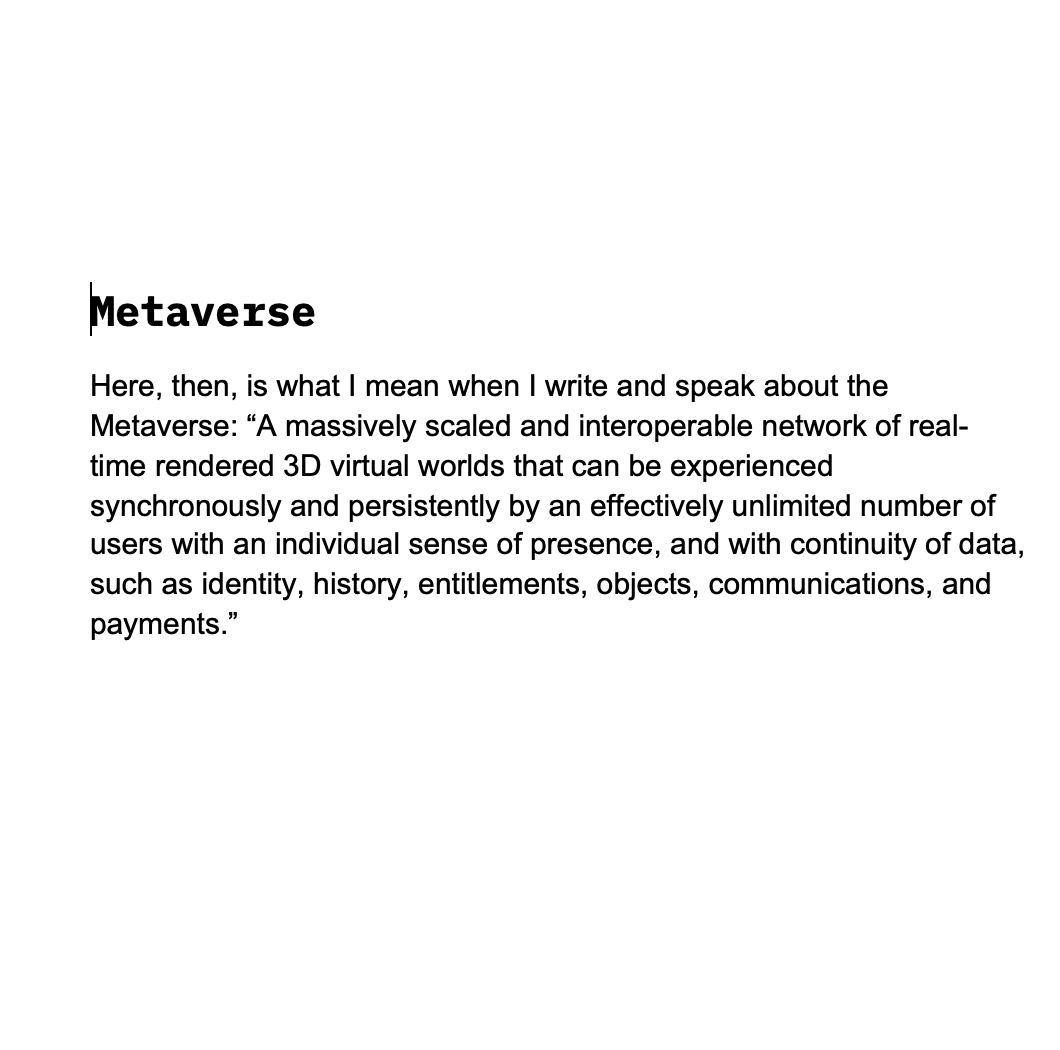 Metaverse
Here, then, is what I mean when I write and speak about the
Metaverse: “A massively scaled and interoperable network of real-
time rendered 3D virtual worlds that can be experienced
synchronously and persistently by an effectively unlimited number of
users with an individual sense of presence, and with continuity of data,
such as identity, history, entitlements, objects, communications, and
payments.”